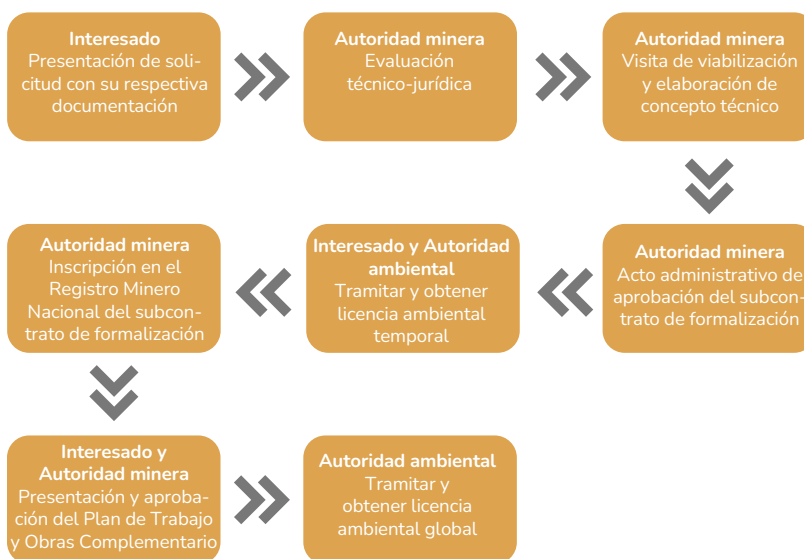 Interesado
Presentación de soli-
citud con su respectiva
documentación
Autoridad minera
Evaluación
técnico-jurídica
Autoridad minera
Visita de viabilización
y elaboración de
concepto técnico
Autoridad minera
Acto administrativo de
aprobación del subcon-
trato de formalización
Interesado y Autoridad
ambiental
Tramitar y obtener
licencia ambiental
temporal
Autoridad minera
Inscripción en el
Registro Minero
Nacional del subcon-
trato de formalización
Interesado y
Autoridad minera
Presentación y aproba-
ción del Plan de Trabajo
y Obras Complementario
Autoridad ambiental
Tramitar y
obtener licencia
ambiental global